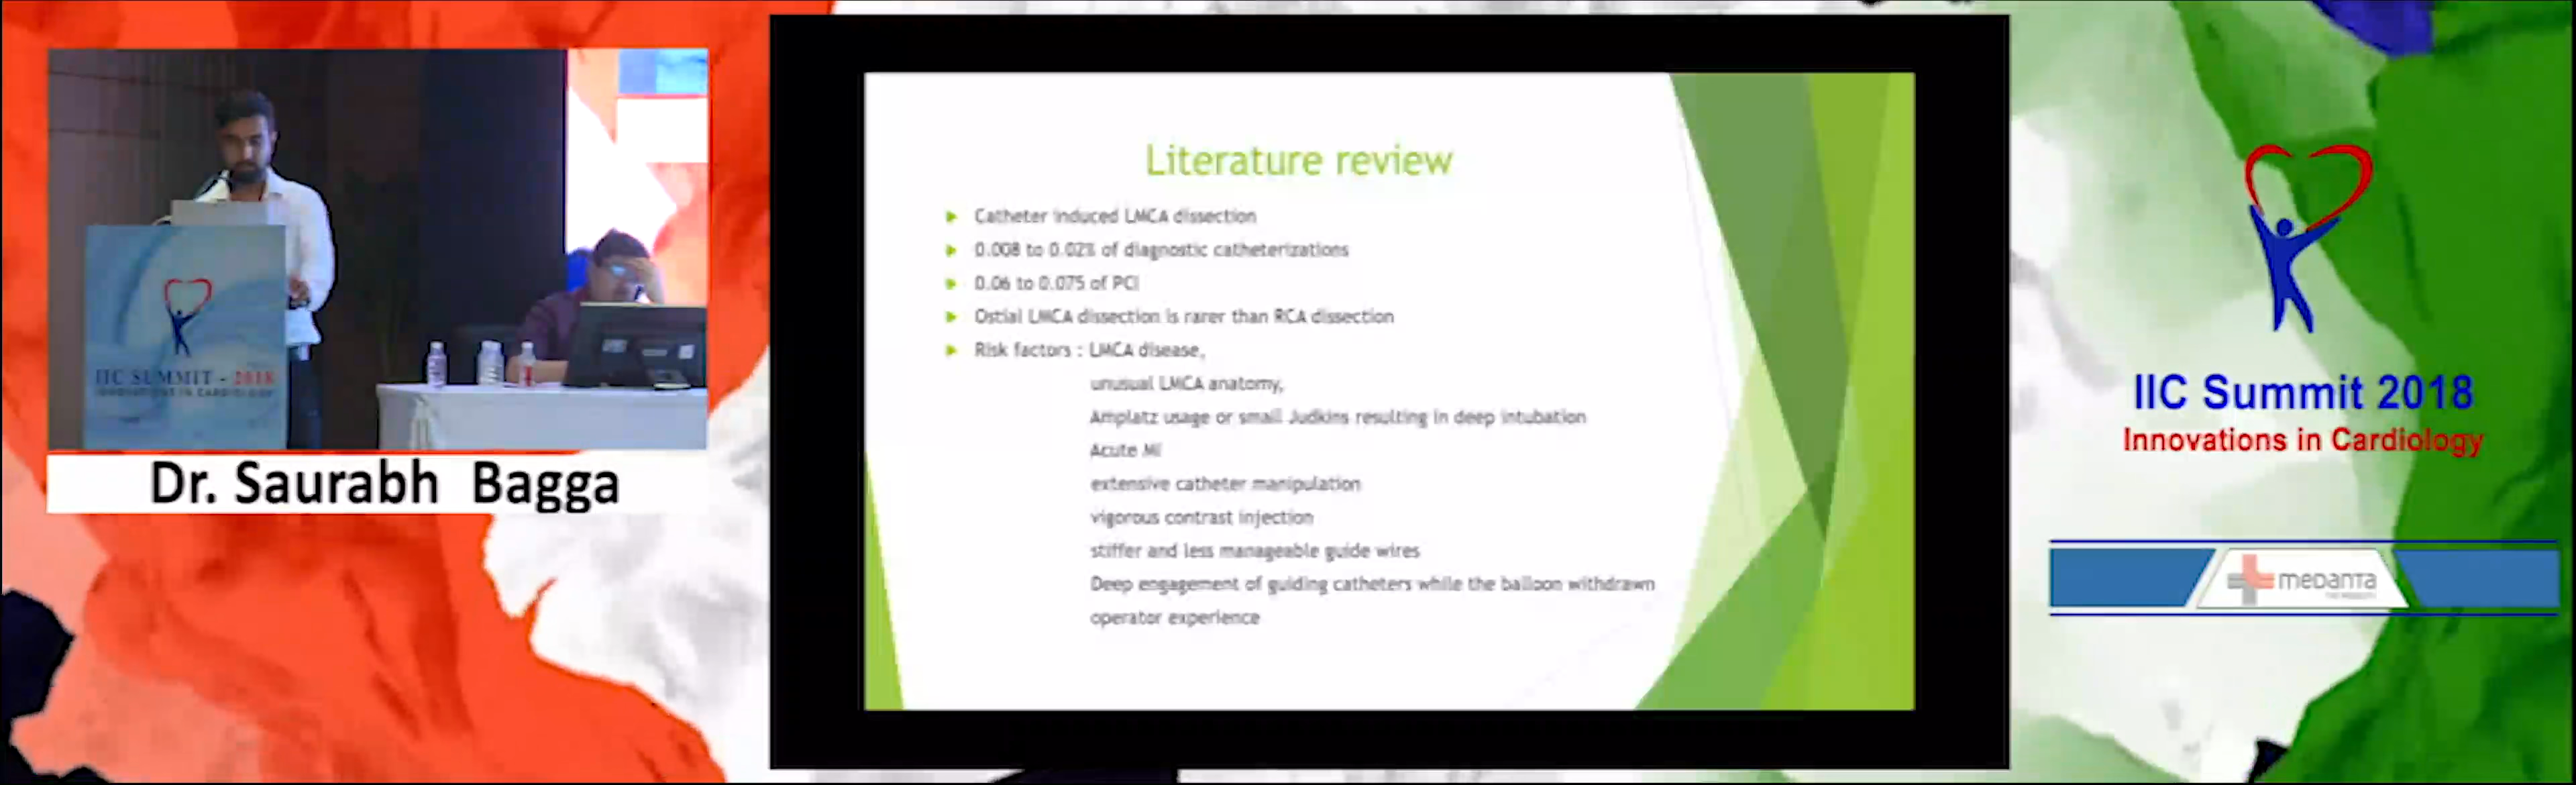 IIC SUMMIT - 2018
INNOVATIONS IN CARDIOLOGY
Dr. Saurabh Bagga
Literature review
Catheter induced LMCA dissection
0.008 to 0.02% of diagnostic catheterizations
0.06 to 0.075 of PCI
Ostial LMCA dissection is rarer than RCA dissection
Risk factors : LMCA disease,
unusual LMCA anatomy,
Amplatz usage or small Judkins resulting in deep intubation
Acute MI
extensive catheter manipulation
vigorous contrast injection
stiffer and less manageable guide wires
Deep engagement of guiding catheters while the balloon withdrawn
operator experience
IIC Summit 2018
Innovations in Cardiology
medanta